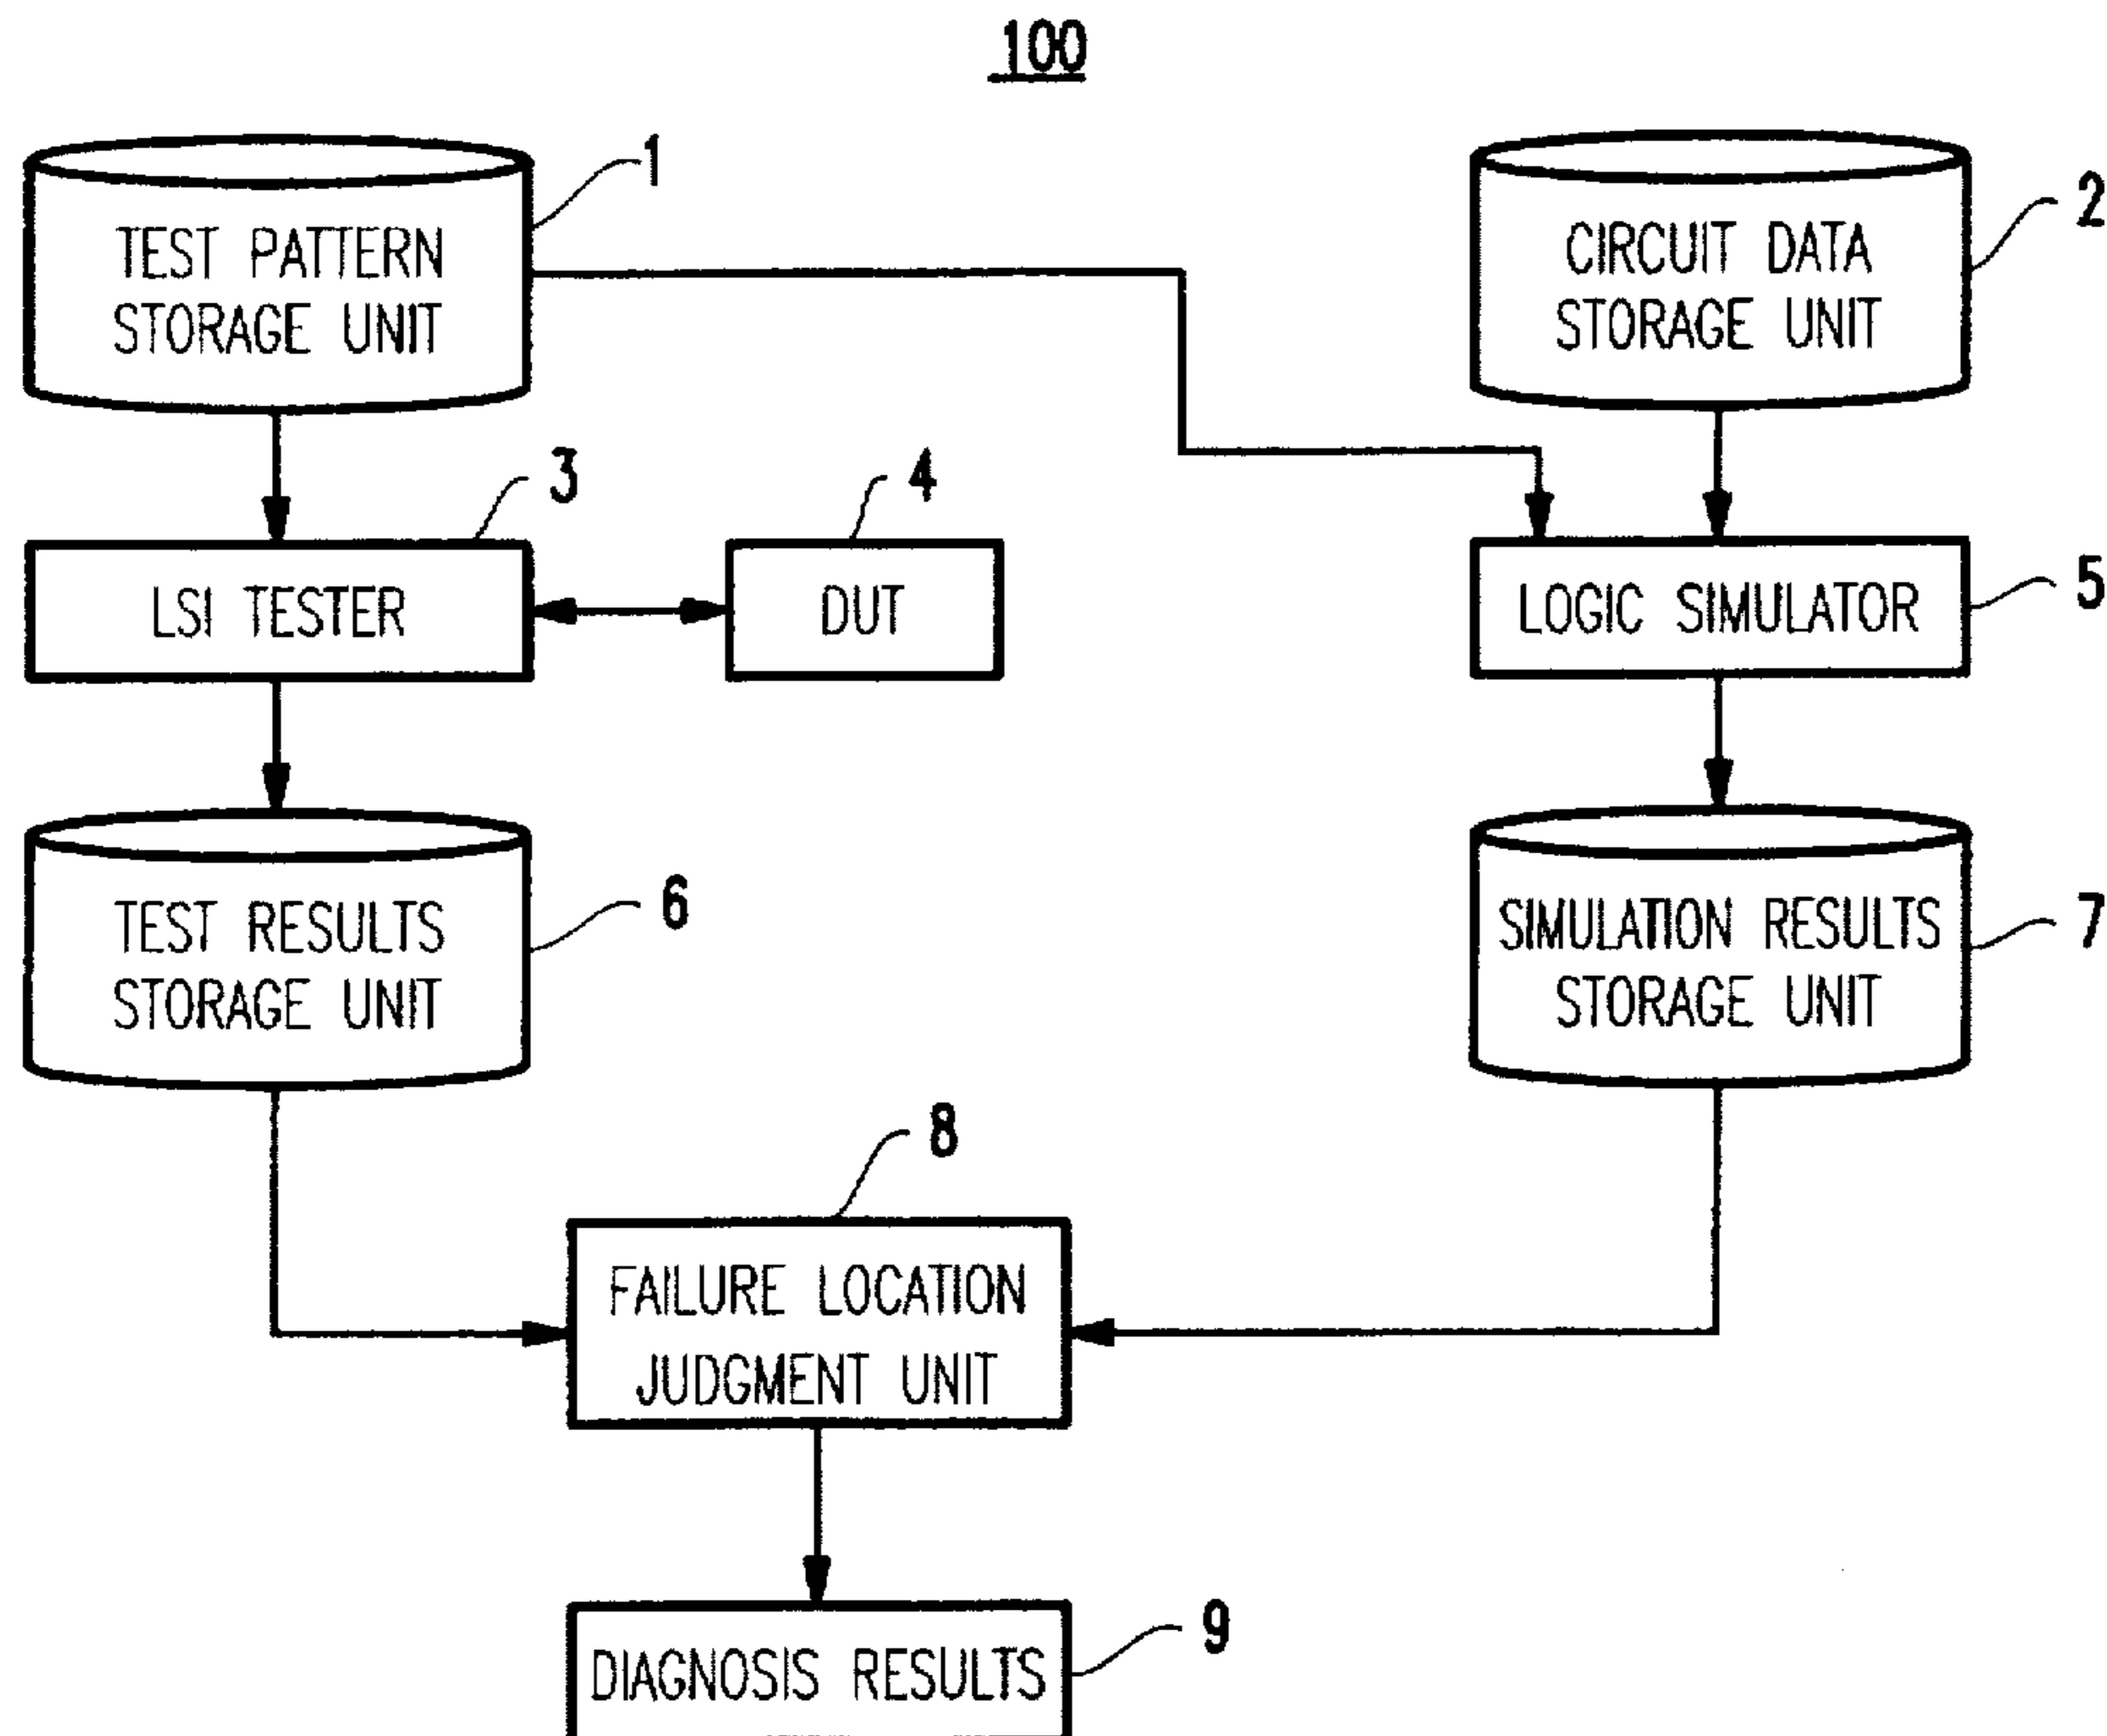 100
1
TEST PATTERN
STORAGE UNIT
2
CIRCUIT DATA
STORAGE UNIT
3
LSI TESTER
4
DUT
5
LOGIC SIMULATOR
6
TEST RESULTS
STORAGE UNIT
7
SIMULATION RESULTS
STORAGE UNIT
8
FAILURE LOCATION
JUDGMENT UNIT
9
DIAGNOSIS RESULTS